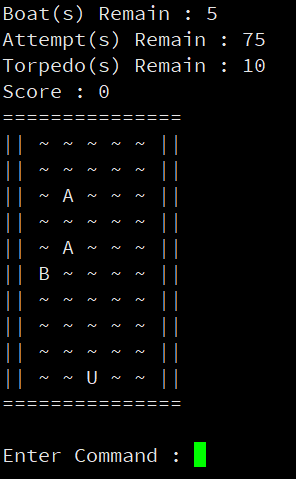 Boat(s) Remain : 5
Attempt(s) Remain : 75
Torpedo(s) Remain : 10
Score : 0
===============
|| ~ ~ ~ ~ ~ ||
|| ~ ~ ~ ~ ~ ||
|| ~ A ~ ~ ~ ||
|| ~ ~ ~ ~ ~ ||
|| ~ A ~ ~ ~ ||
|| B ~ ~ ~ ~ ||
|| ~ ~ ~ ~ ~ ||
|| ~ ~ ~ ~ ~ ||
|| ~ ~ ~ ~ ~ ||
|| ~ ~ U ~ ~ ||
===============
Enter Command :